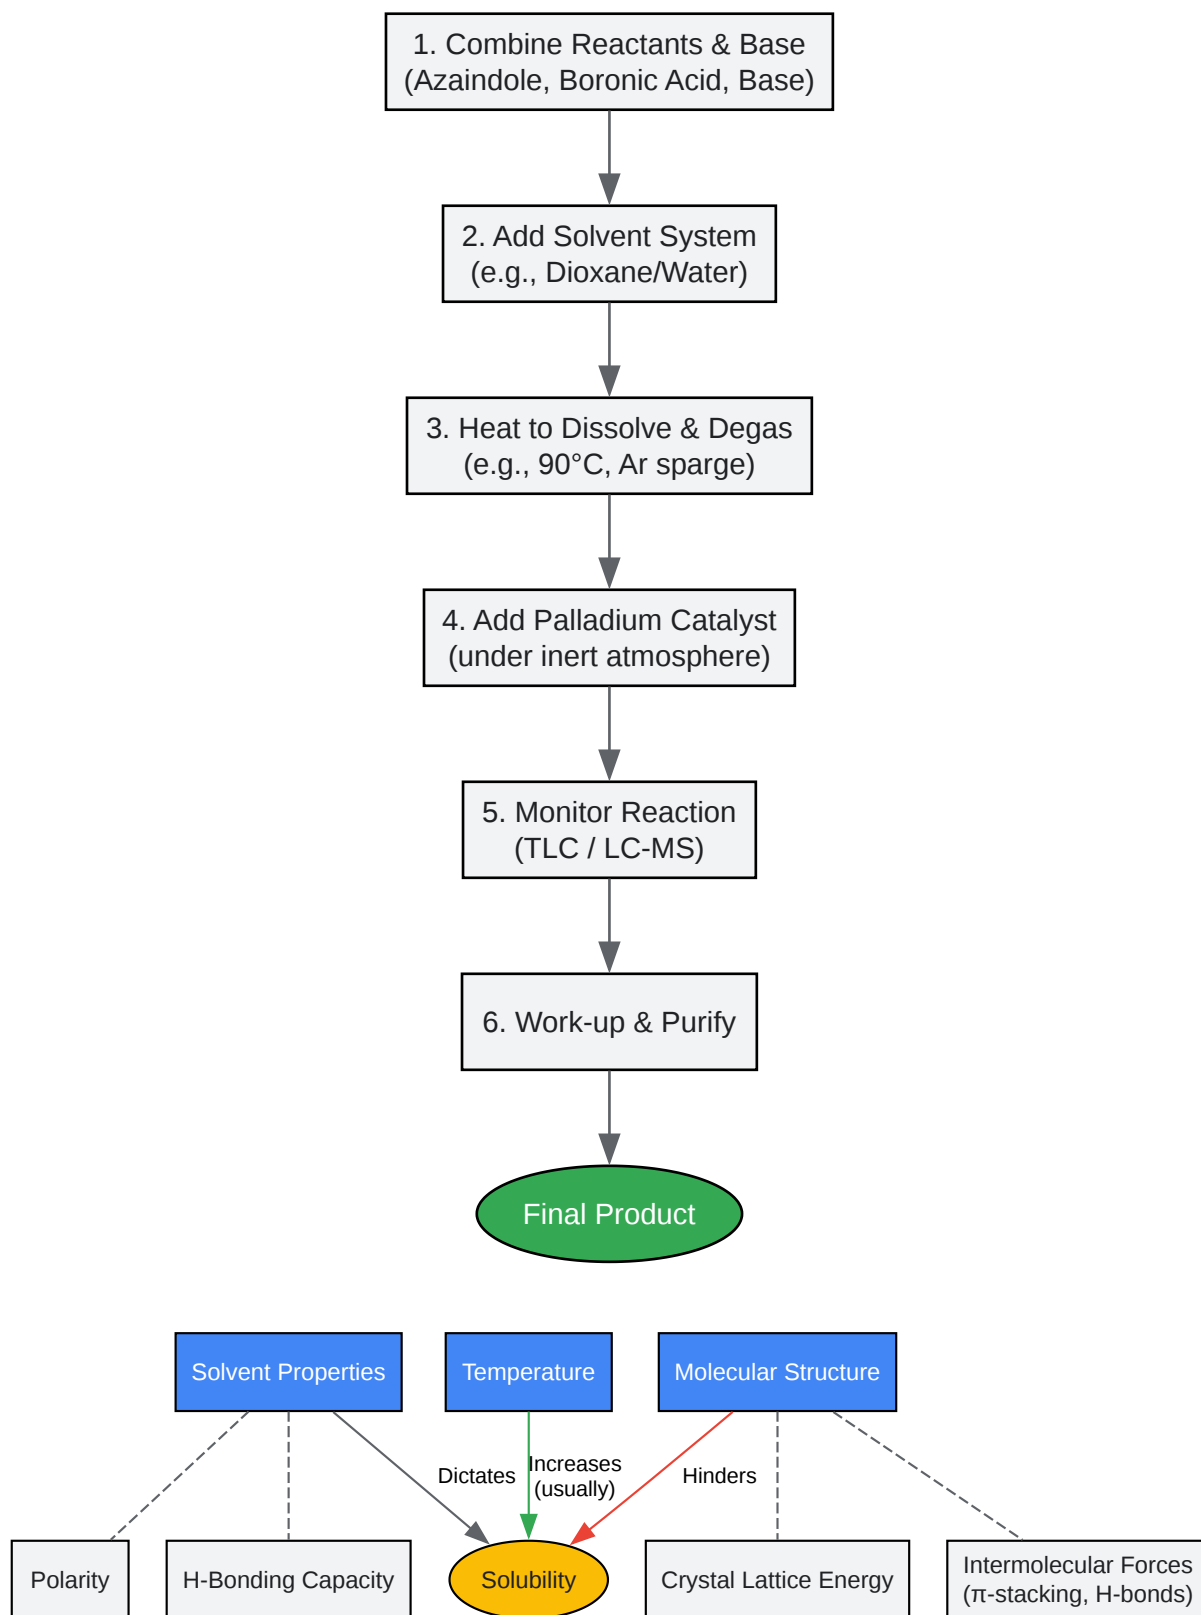 1. Combine Reactants & Base
(Azaindole, Boronic Acid, Base)
2. Add Solvent System
(e.g., Dioxane/Water)
3. Heat to Dissolve & Degas
(e.g., 90°C, Ar sparge)
4. Add Palladium Catalyst
(under inert atmosphere)
5. Monitor Reaction
(TLC / LC-MS)
6. Work-up & Purify
Final Product
Solvent Properties
Temperature
Molecular Structure
Dictates
Increases
(usually)
Hinders
Polarity
H-Bonding Capacity
Solubility
Crystal Lattice Energy
Intermolecular Forces
(π-stacking, H-bonds)